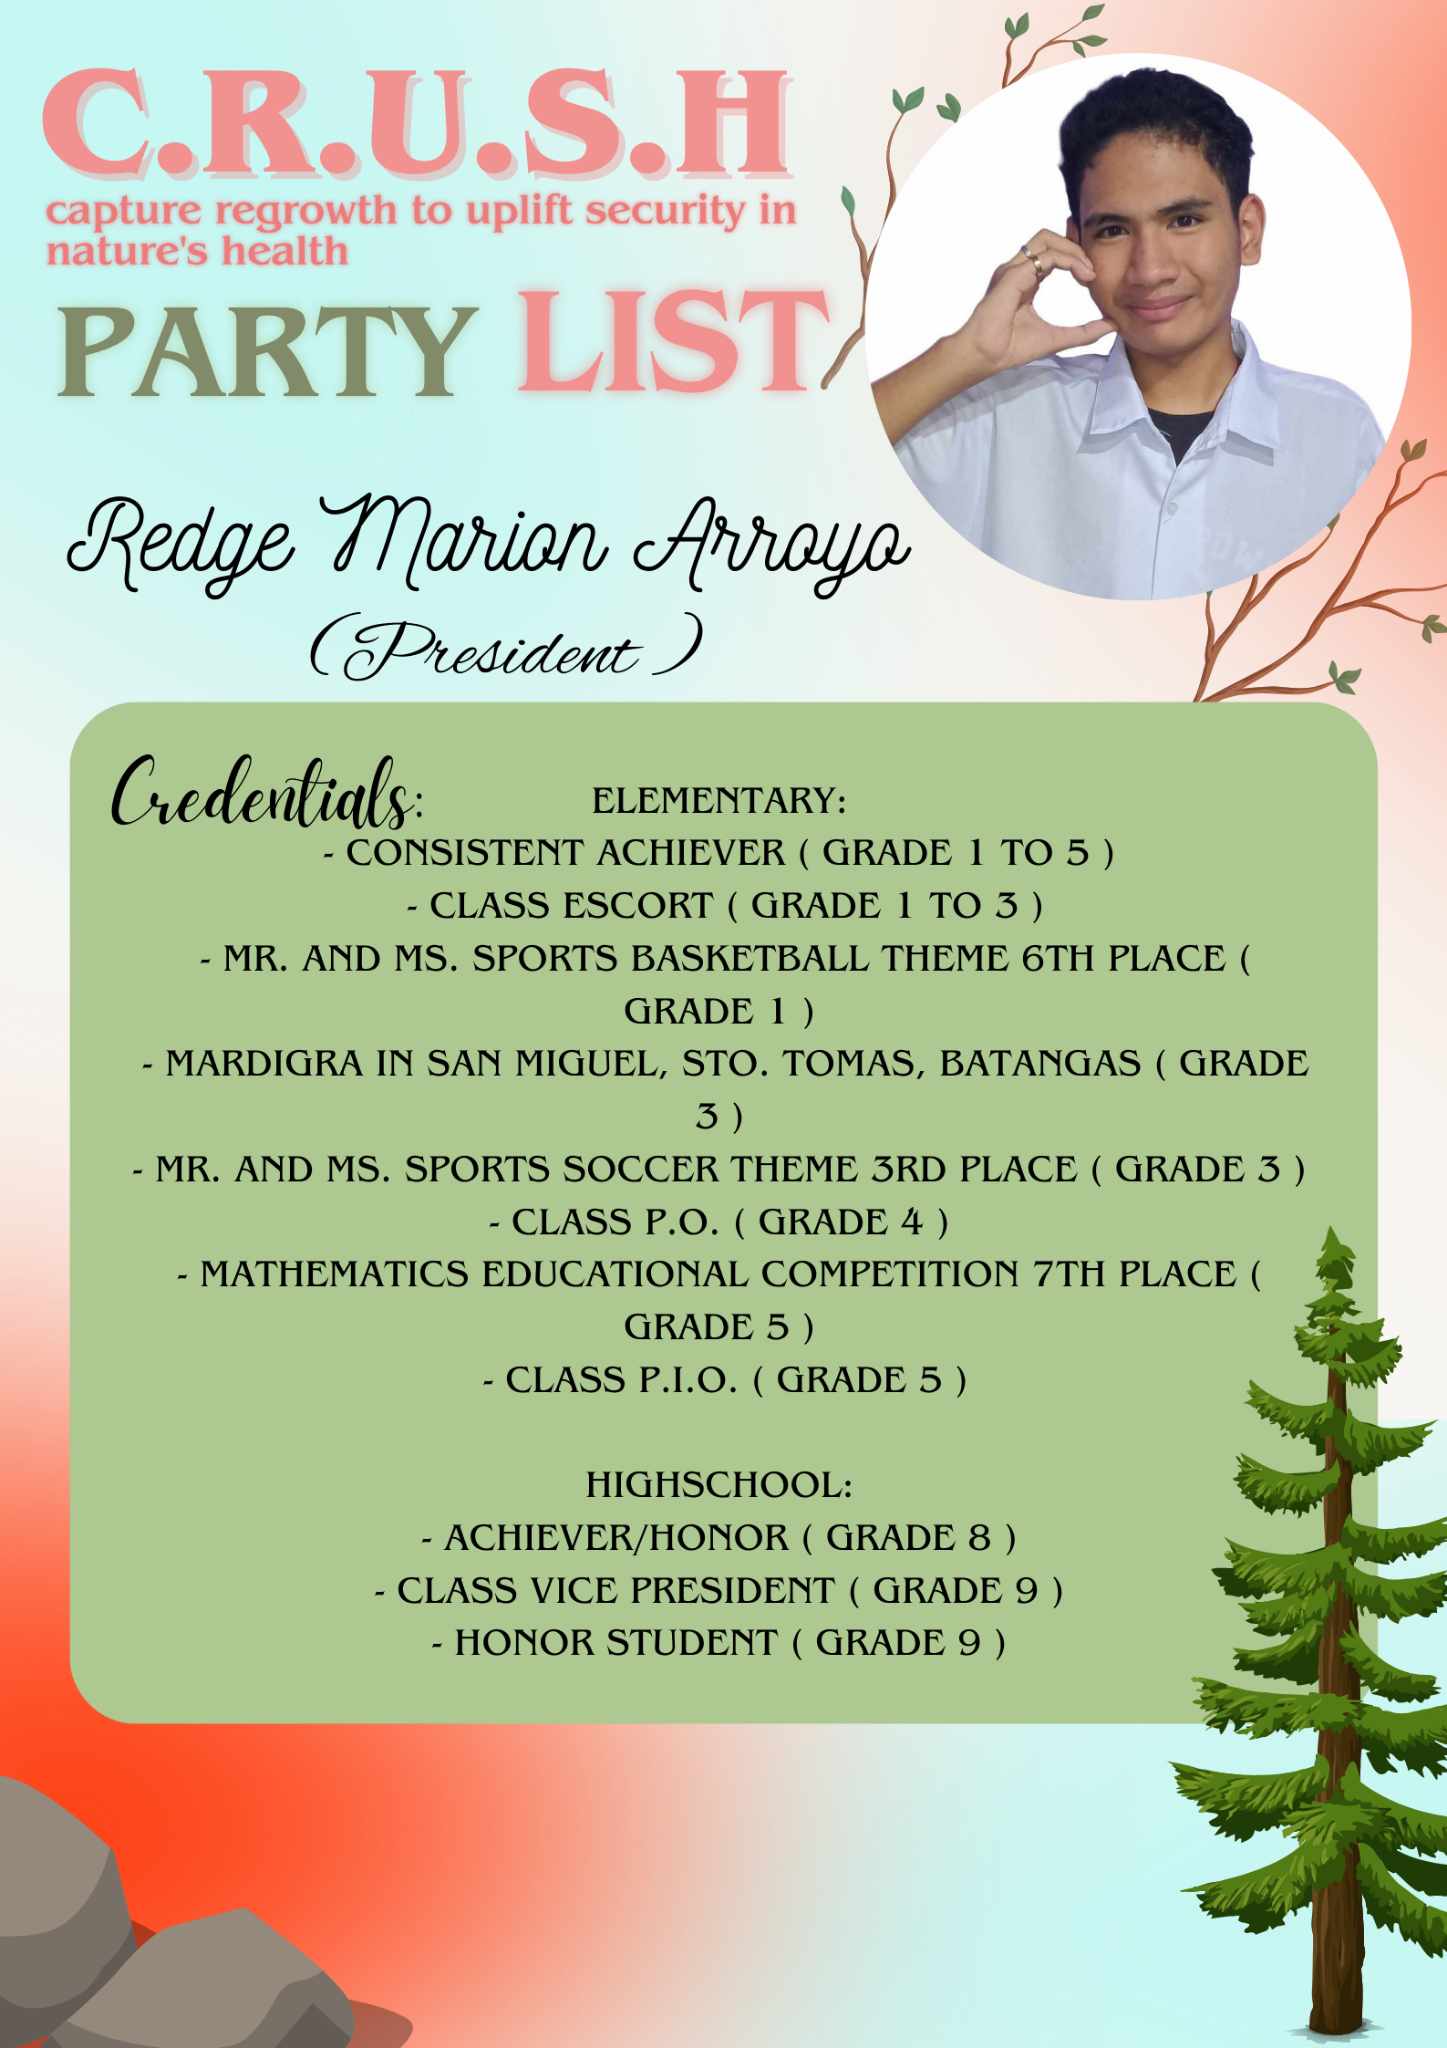 C.R.U.S.H
capture regrowth to uplift security in
nature's health
PARTY LIST
Redge Marion Arroyo
(President )
Credentials:
ELEMENTARY:
- CONSISTENT ACHIEVER ( GRADE 1 TO 5 )
- CLASS ESCORT ( GRADE 1 TO 3 )
- MR. AND MS. SPORTS BASKETBALL THEME 6TH PLACE (
GRADE 1 )
- MARDIGRA IN SAN MIGUEL, STO. TOMAS, BATANGAS ( GRADE
3 )
- MR. AND MS. SPORTS SOCCER THEME 3RD PLACE ( GRADE 3 )
- CLASS P.O. ( GRADE 4 )
- MATHEMATICS EDUCATIONAL COMPETITION 7TH PLACE (
GRADE 5 )
- CLASS P.I.O. ( GRADE 5 )
HIGHSCHOOL:
- ACHIEVER/HONOR ( GRADE 8 )
- CLASS VICE PRESIDENT ( GRADE 9 )
- HONOR STUDENT ( GRADE 9 )